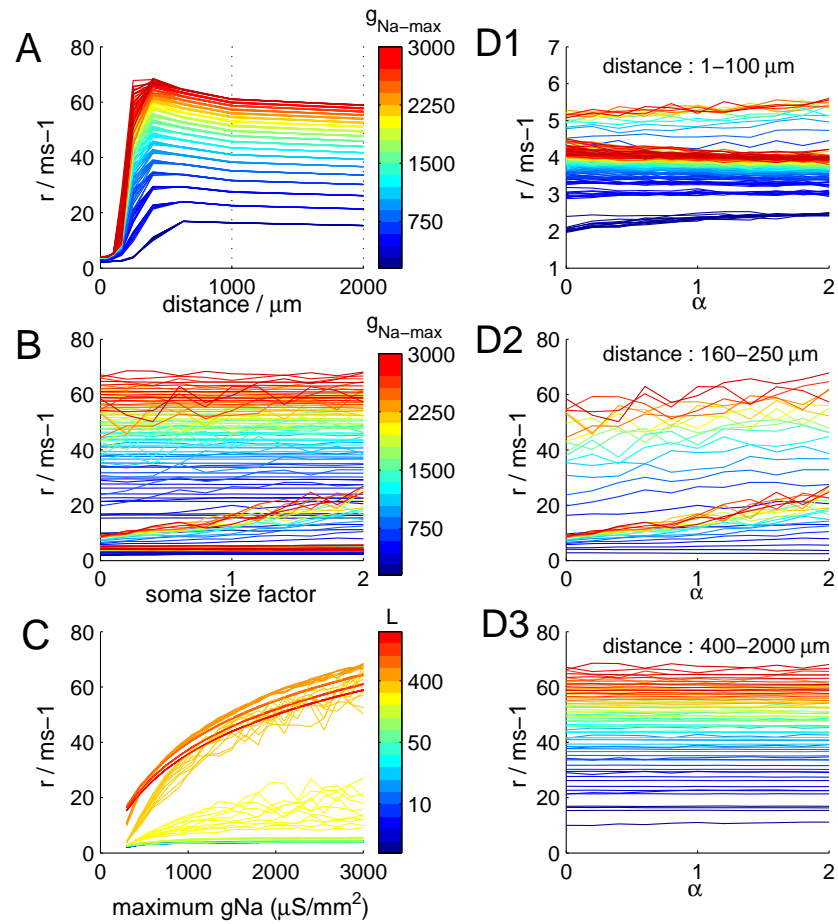 A
r / ms−1
80
60
40
20
0
0
1000
2000
distance / μm
gNa−max
3000
2250
1500
750
D1
distance : 1−100 μm
r / ms−1
7
6
5
4
3
2
1
0
1
2
α
B
r / ms−1
80
60
40
20
0
0
1
2
soma size factor
gNa−max
3000
2250
1500
750
D2
distance : 160−250 μm
r / ms−1
80
60
40
20
0
0
1
2
α
C
r / ms−1
80
60
40
20
0
0
1000
2000
3000
maximum gNa (μS/mm²)
L
400
50
10
D3
distance : 400−2000 μm
r / ms−1
80
60
40
20
0
0
1
2
α